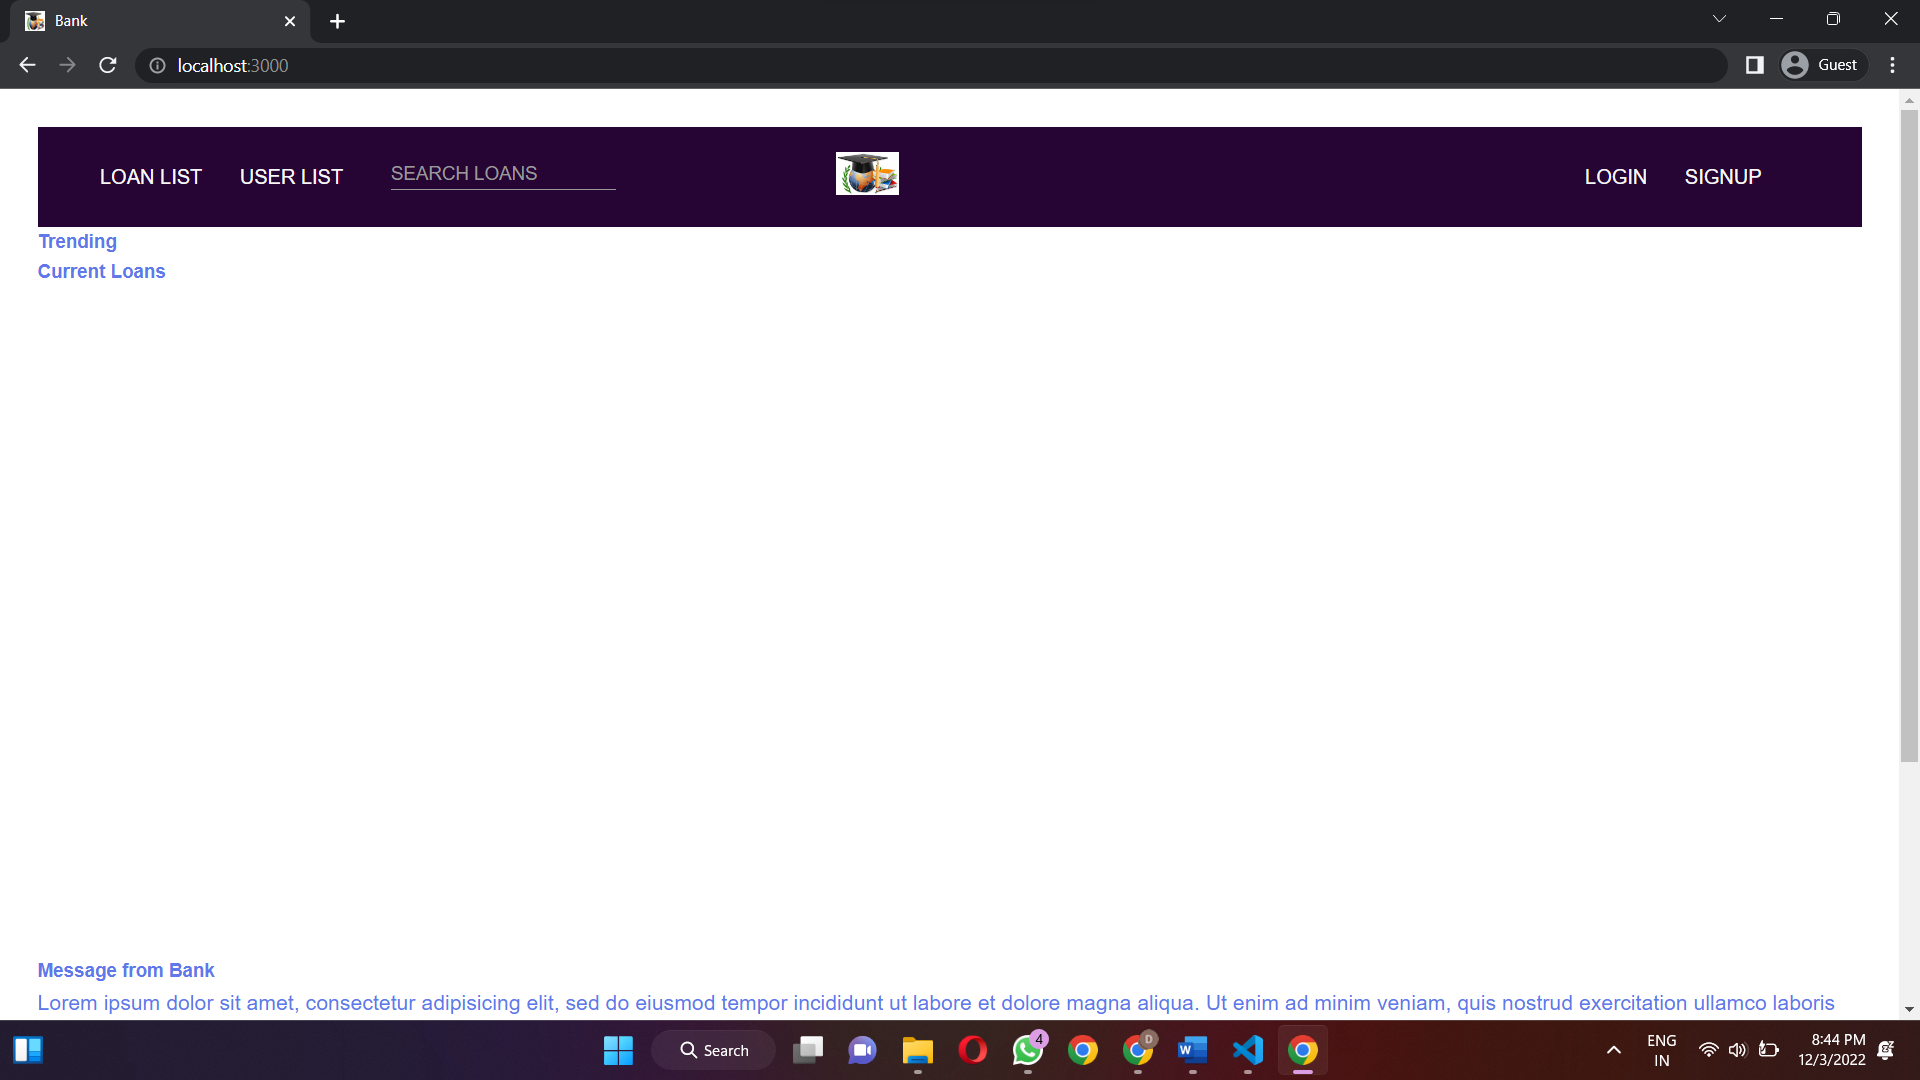 Bank
localhost:3000
Guest
LOAN LIST USER LIST SEARCH LOANS LOGIN SIGNUP
Trending
Current Loans
Message from Bank
Lorem ipsum dolor sit amet, consectetur adipisicing elit, sed do eiusmod tempor incididunt ut labore et dolore magna aliqua. Ut enim ad minim veniam, quis nostrud exercitation ullamco laboris
Search
4
D
W
ENG
IN
8:44 PM
12/3/2022